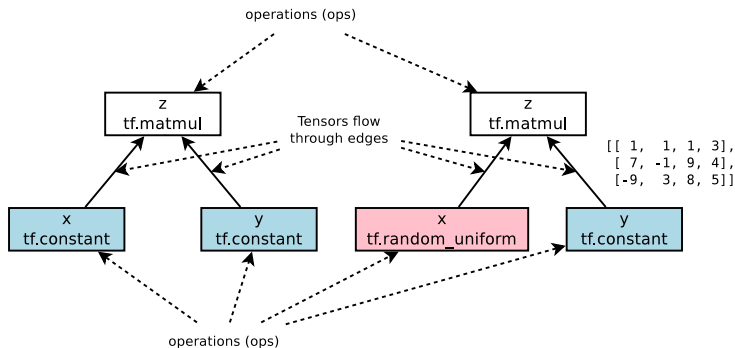 operations (ops)
z
tf.matmul
z
tf.matmul
Tensors flow
through edges
[[ 1,  1, 1, 3],
[ 7, -1, 9, 4],
[-9,  3, 8, 5]]
x
tf.constant
y
tf.constant
x
tf.random_uniform
y
tf.constant
operations (ops)